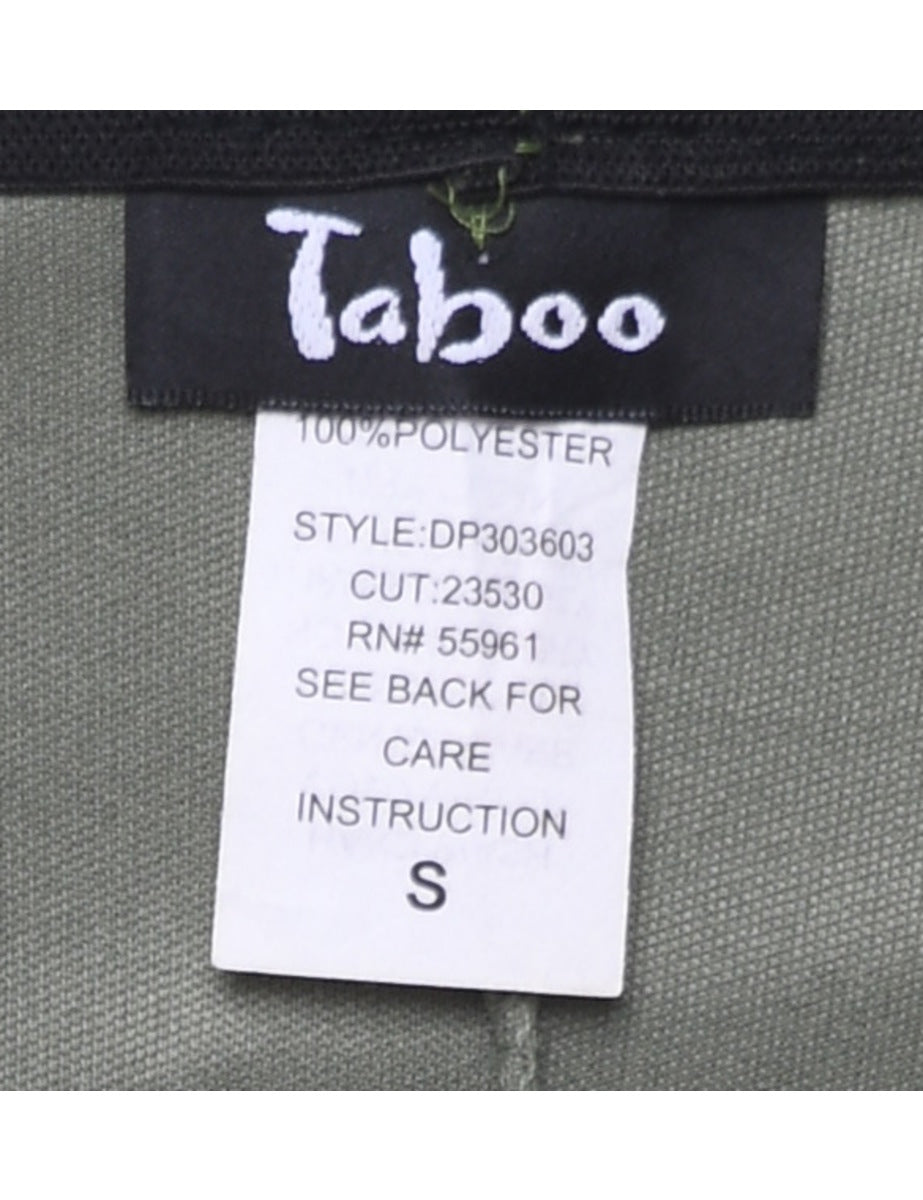 Taboo
100%POLYESTER
STYLE:DP303603
CUT:23530
RN# 55961
SEE BACK FOR
CARE
INSTRUCTION
S